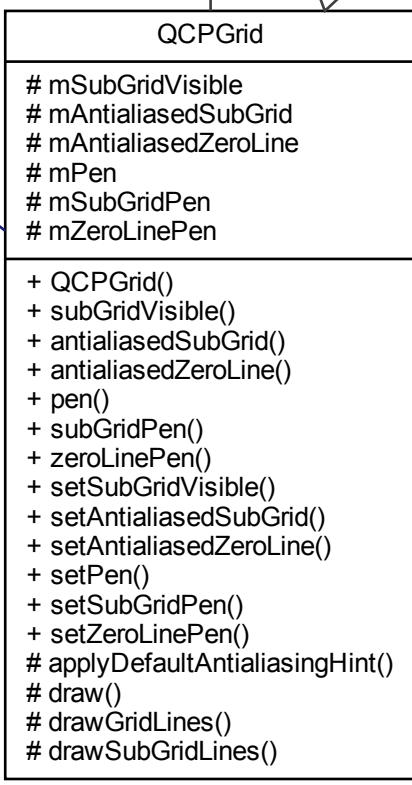 QCPGrid
# mSubGridVisible
# mAntialiasedSubGrid
# mAntialiasedZeroLine
# mPen
# mSubGridPen
# mZeroLinePen
+ QCPGrid()
+ subGridVisible()
+ antialiasedSubGrid()
+ antialiasedZeroLine()
+ pen()
+ subGridPen()
+ zeroLinePen()
+ setSubGridVisible()
+ setAntialiasedSubGrid()
+ setAntialiasedZeroLine()
+ setPen()
+ setSubGridPen()
+ setZeroLinePen()
# applyDefaultAntialiasingHint()
# draw()
# drawGridLines()
# drawSubGridLines()